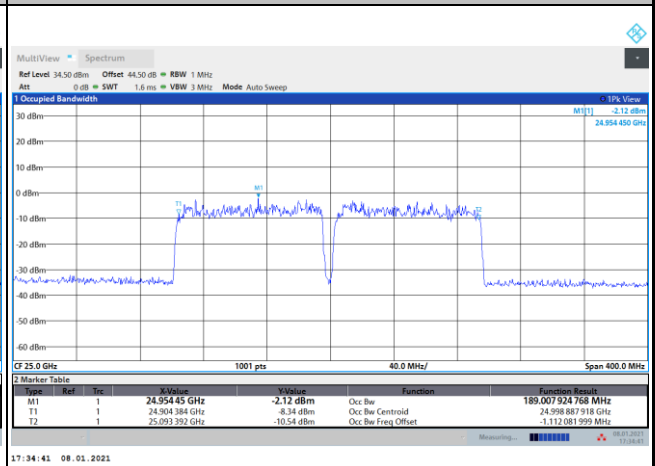 MultiView Spectrum
Ref Level 34.50 dBm Offset 44.50 dB RBW 1 MHz
Att 0 dB SWT 1.6 ms VBW 3 MHz Mode Auto Sweep
1 Occupied Bandwidth 1Pk View
M1[1] -2.12 dBm
24.954 450 GHz
30 dBm
20 dBm
10 dBm
0 dBm
M1
T1
T2
-10 dBm
-20 dBm
-30 dBm
-40 dBm
-50 dBm
-60 dBm
CF 25.0 GHz 1001 pts 40.0 MHz/ Span 400.0 MHz
2 Marker Table
Type Ref Trc X-Value Y-Value Function Function Result
M1 1 24.954 45 GHz -2.12 dBm Occ Bw 189.007 924 768 MHz
T1 1 24.904 384 GHz -8.34 dBm Occ Bw Centroid 24.998 887 918 GHz
T2 1 25.093 392 GHz -10.54 dBm Occ Bw Freq Offset -1.112 081 999 MHz
Measuring... 08.01.2021
17:34:41
17:34:41 08.01.2021